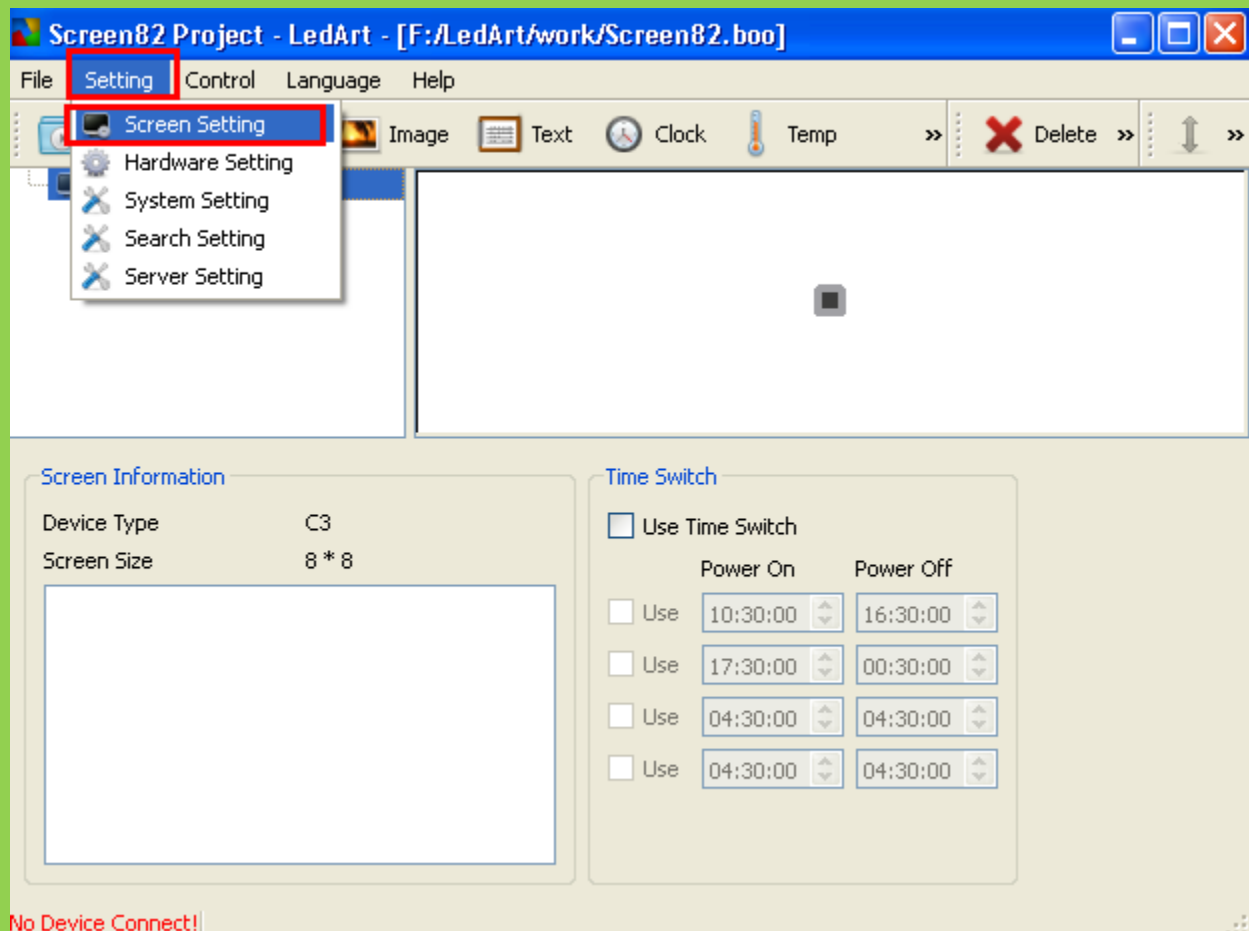 Screen82 Project - LedArt - [F:/LedArt/work/Screen82.boo]
File Setting Control Language Help
Screen Setting
Hardware Setting
System Setting
Search Setting
Server Setting
Image Text Clock Temp » Delete » »
Screen Information
Device Type C3
Screen Size 8 * 8
Time Switch
Use Time Switch
Power On Power Off
Use 10:30:00 16:30:00
Use 17:30:00 00:30:00
Use 04:30:00 04:30:00
Use 04:30:00 04:30:00
No Device Connect!